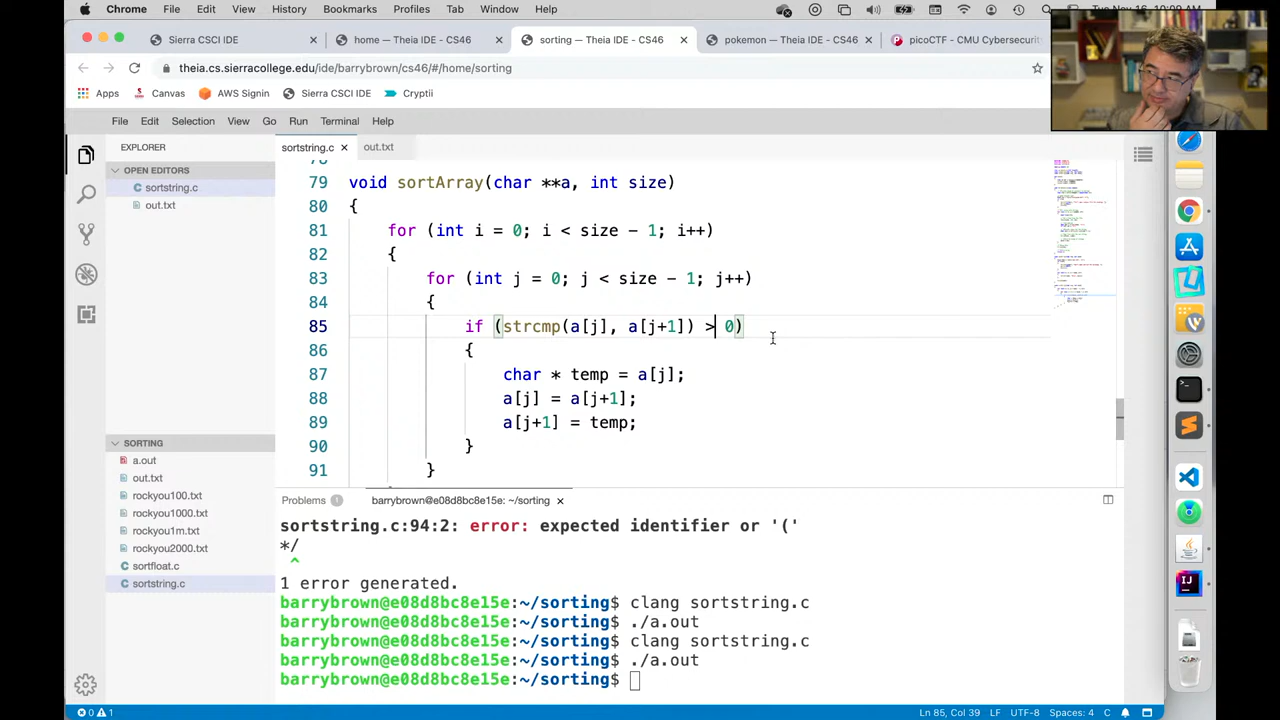 Chrome File Edit View History Bookmarks Profiles Tab Window Help
Sierra CSCI IDE
— Theia IDE - CS46
sorting — Theia IDE - CS46
pokemon — Theia IDE - CS46
picoCTF - CMU Cybersecurity
theia.cs.sierracollege.edu/ide/
#/home/sorting
Apps Canvas AWS Signin Sierra CSCI IDE Cryptii
File Edit Selection View Go Run Terminal Help
EXPLORER
OPEN EDITORS
sortstring.c
out.txt
SORTING
a.out
out.txt
rockyou100.txt
rockyou1000.txt
rockyou1m.txt
rockyou2000.txt
sortfloat.c
sortstring.c
sortstring.c out.txt
79 void sortarray(char **a, int size)
80 {
81 for (int i = 0; i < size - 1; i++)
82 {
83 for(int j = 0; j < size - 1; j++)
84 {
85 if (strcmp(a[j], a[j+1]) > 0)
86 {
87 char * temp = a[j];
88 a[j] = a[j+1];
89 a[j+1] = temp;
90 }
91 }
Problems 1 barrybrown@e08d8bc8e15e: ~/sorting
sortstring.c:94:2: error: expected identifier or '('
*/
^
1 error generated.
barrybrown@e08d8bc8e15e:~/sorting$ clang sortstring.c
barrybrown@e08d8bc8e15e:~/sorting$ ./a.out
barrybrown@e08d8bc8e15e:~/sorting$ clang sortstring.c
barrybrown@e08d8bc8e15e:~/sorting$ ./a.out
barrybrown@e08d8bc8e15e:~/sorting$
0 1 Ln 85, Col 39 LF UTF-8 Spaces: 4 C